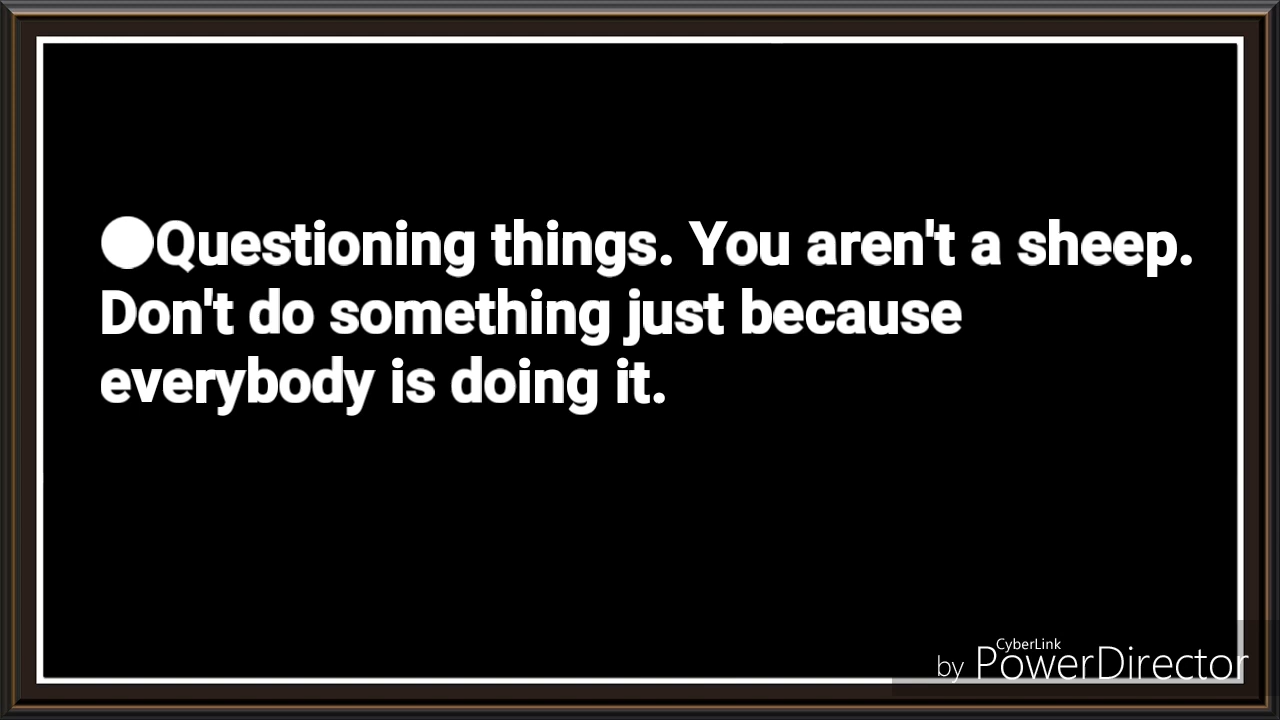 ●Questioning things. You aren't a sheep.
Don't do something just because
everybody is doing it.
CyberLink
by PowerDirector